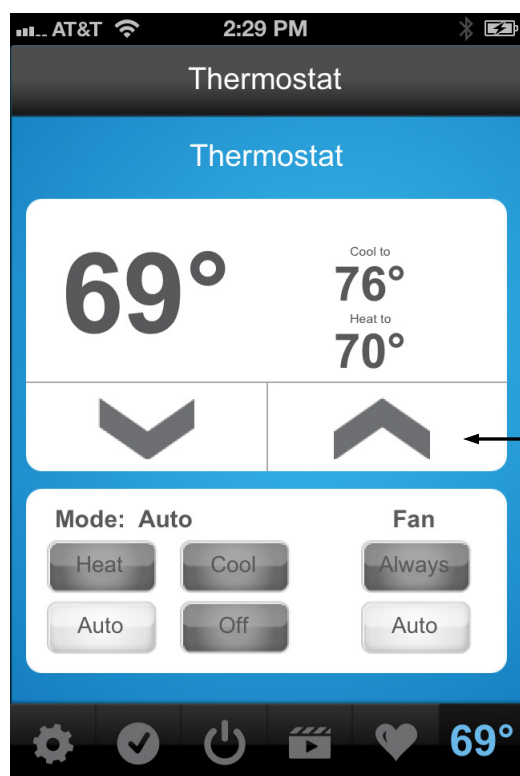 AT&T 2:29 PM
Thermostat
Thermostat
69°
Cool to
76°
Heat to
70°
Mode: Auto Fan
Heat Cool Always
Auto Off Auto
69°